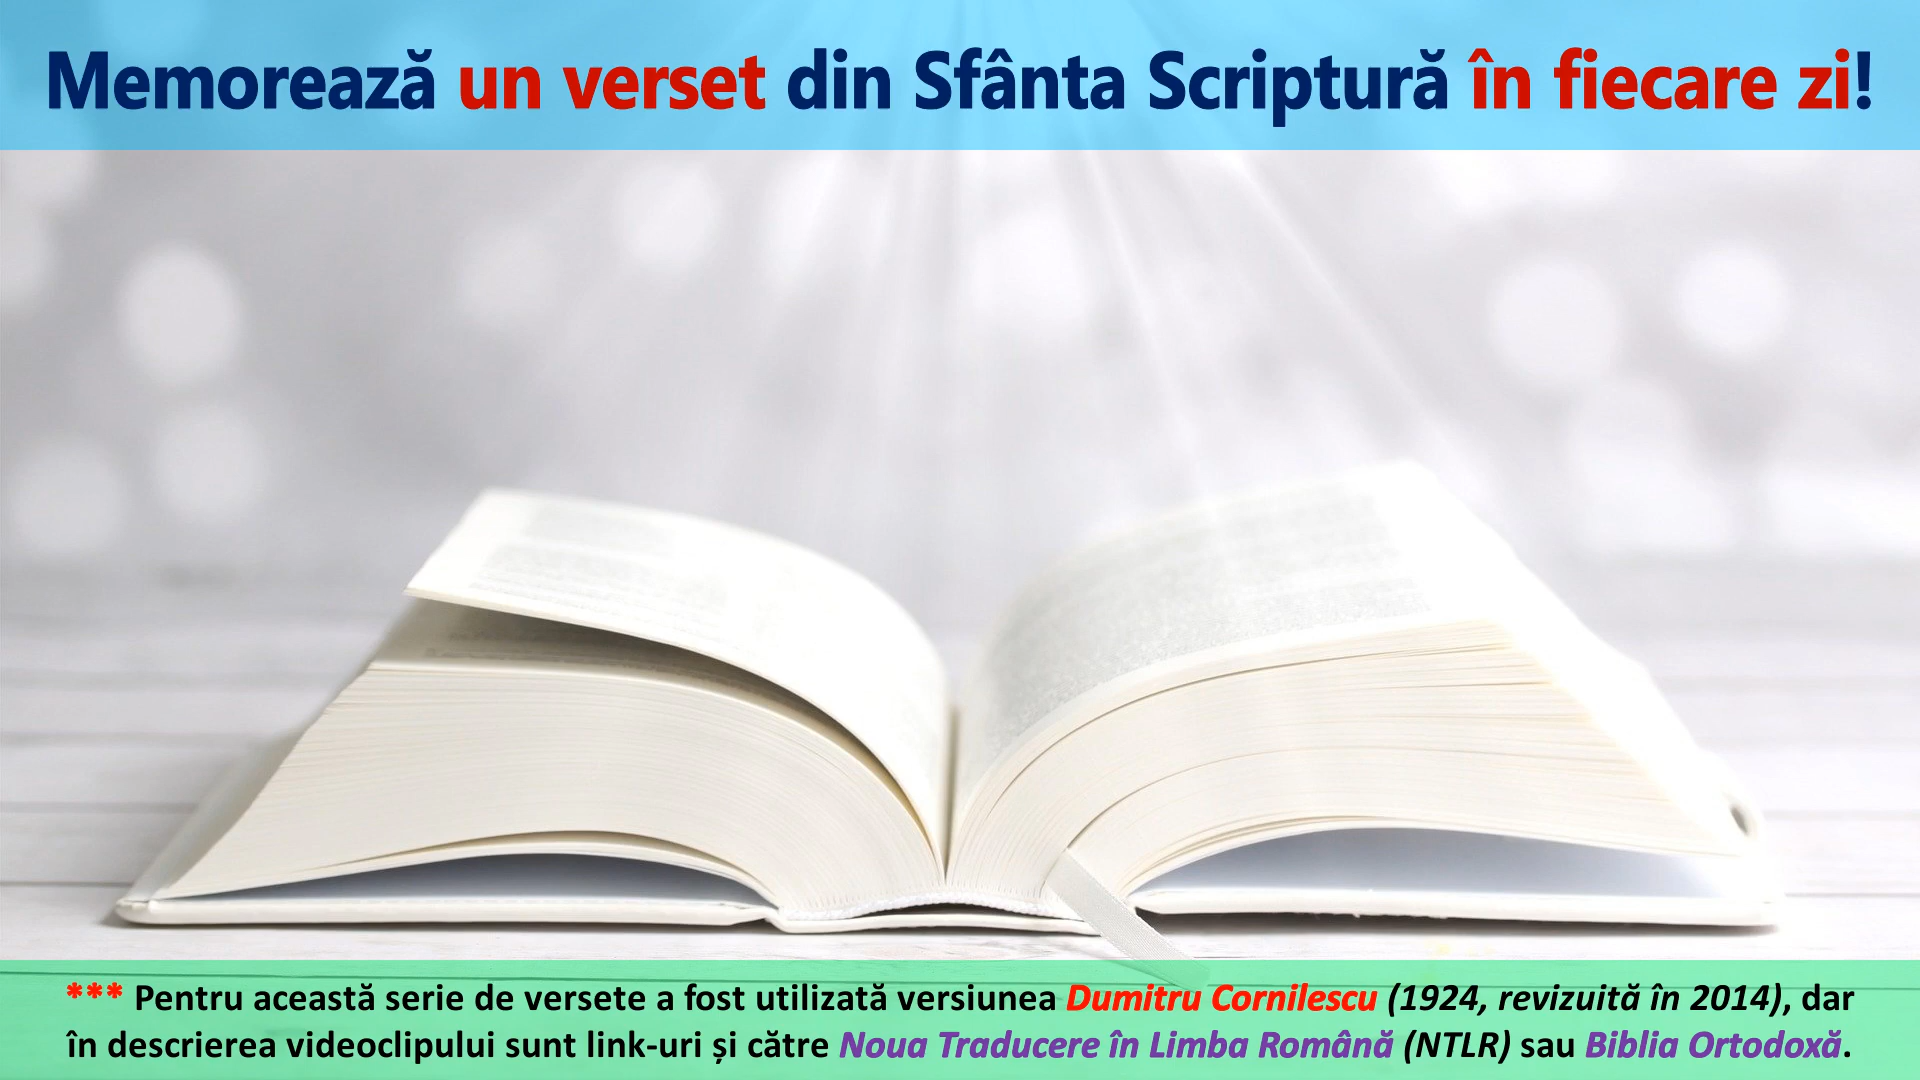 Memorează un verset din Sfânta Scriptură în fiecare zi!
*** Pentru această serie de versete a fost utilizată versiunea Dumitru Cornilescu (1924, revizuită în 2014), dar
în descrierea videoclipului sunt link-uri și către Noua Traducere în Limba Română (NTLR) sau Biblia Ortodoxă.